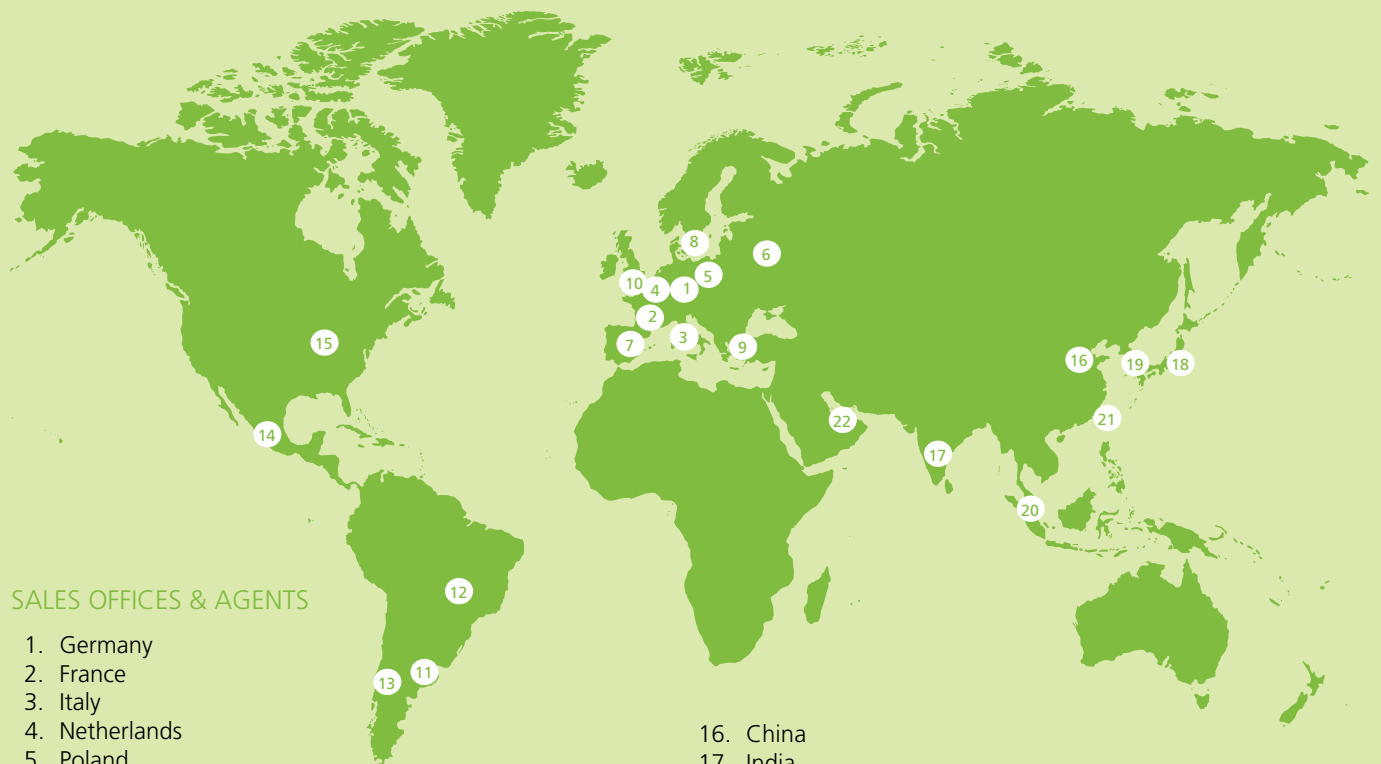 8
6
5
10
4
1
2
3
7
9
15
16
19
18
14
22
21
17
20
12
11
13
SALES OFFICES & AGENTS
1. Germany
2. France
3. Italy
4. Netherlands
5. Poland
16. China
17. India